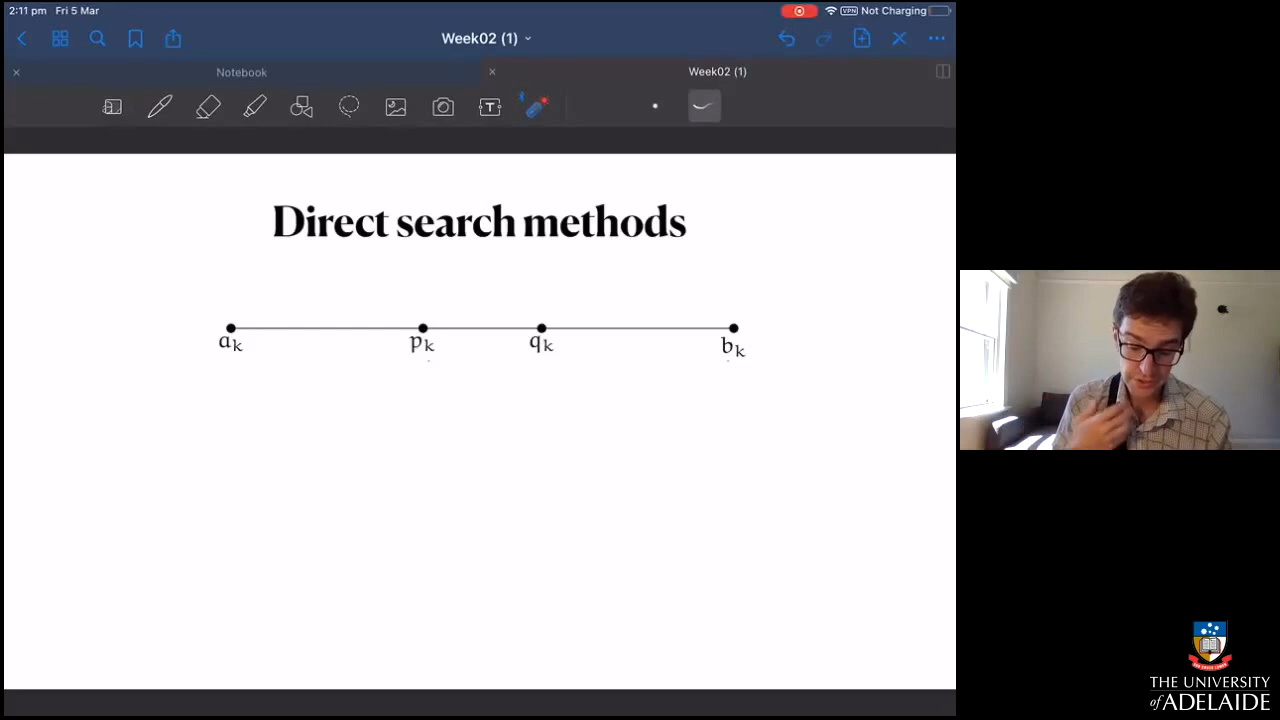 2:11 pm Fri 5 Mar
VPN Not Charging
Week02 (1)
Notebook
Week02 (1)
T
Direct search methods
aₖ pₖ qₖ bₖ
THE UNIVERSITY
of ADELAIDE